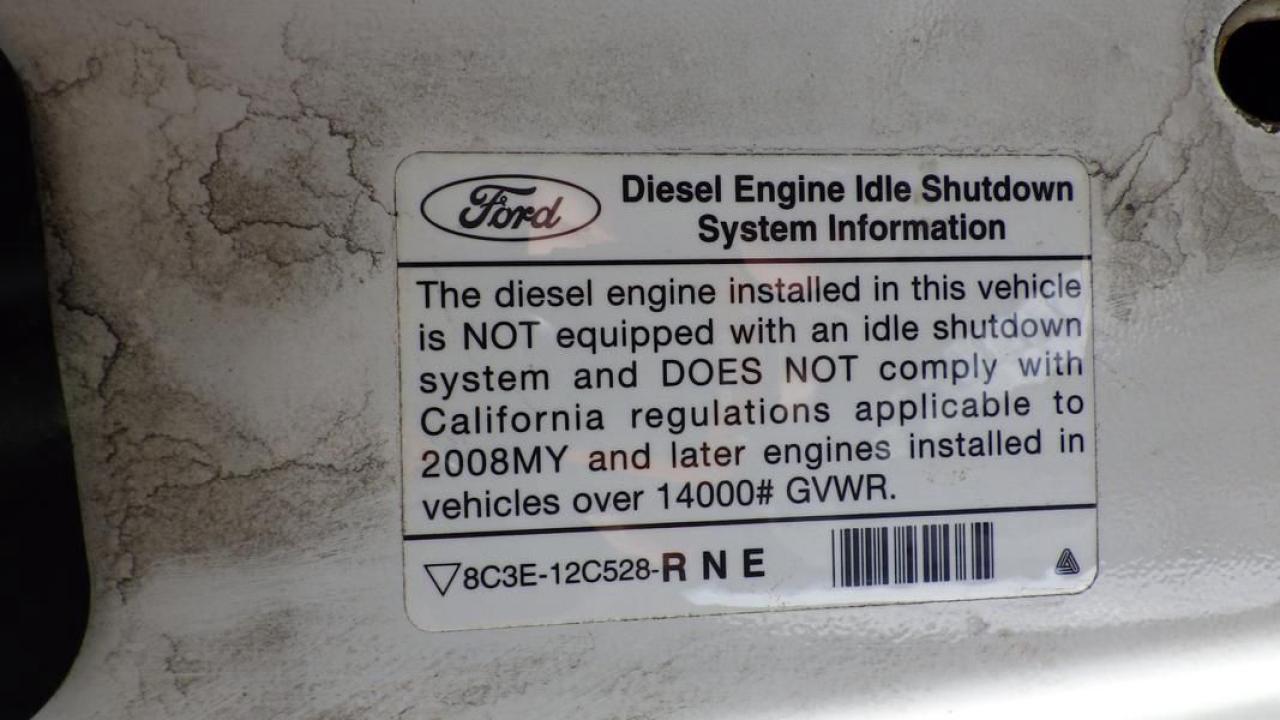 Ford
Diesel Engine Idle Shutdown
System Information
The diesel engine installed in this vehicle
is NOT equipped with an idle shutdown
system and DOES NOT comply with
California regulations applicable to
2008MY and later engines installed in
vehicles over 14000# GVWR.
▽8C3E-12C528-R N E